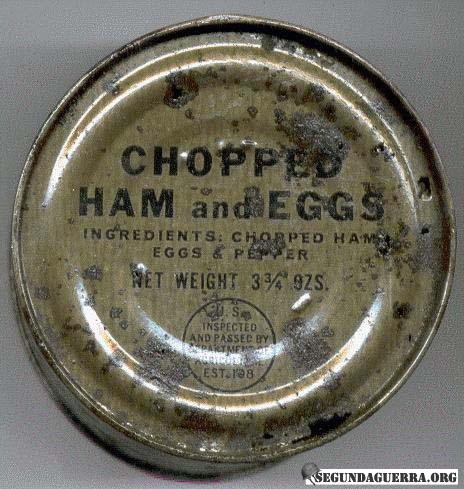 CHOPPED
HAM and EGGS
INGREDIENTS: CHOPPED HAM
EGGS & PEPPER
NET WEIGHT 3¾ OZS.
U.S.
INSPECTED
AND PASSED BY
EST. 198
SEGUNDAGUERRA.ORG